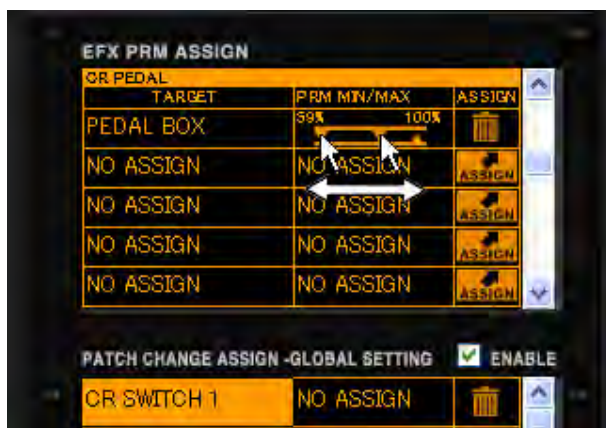 EFX PRM ASSIGN
CR PEDAL
TARGET PRM MIN/MAX ASSIGN
PEDAL BOX 59% 100%
NO ASSIGN NO ASSIGN ASSIGN
NO ASSIGN NO ASSIGN ASSIGN
NO ASSIGN NO ASSIGN ASSIGN
NO ASSIGN NO ASSIGN ASSIGN
PATCH CHANGE ASSIGN -GLOBAL SETTING ENABLE
CR SWITCH 1 NO ASSIGN